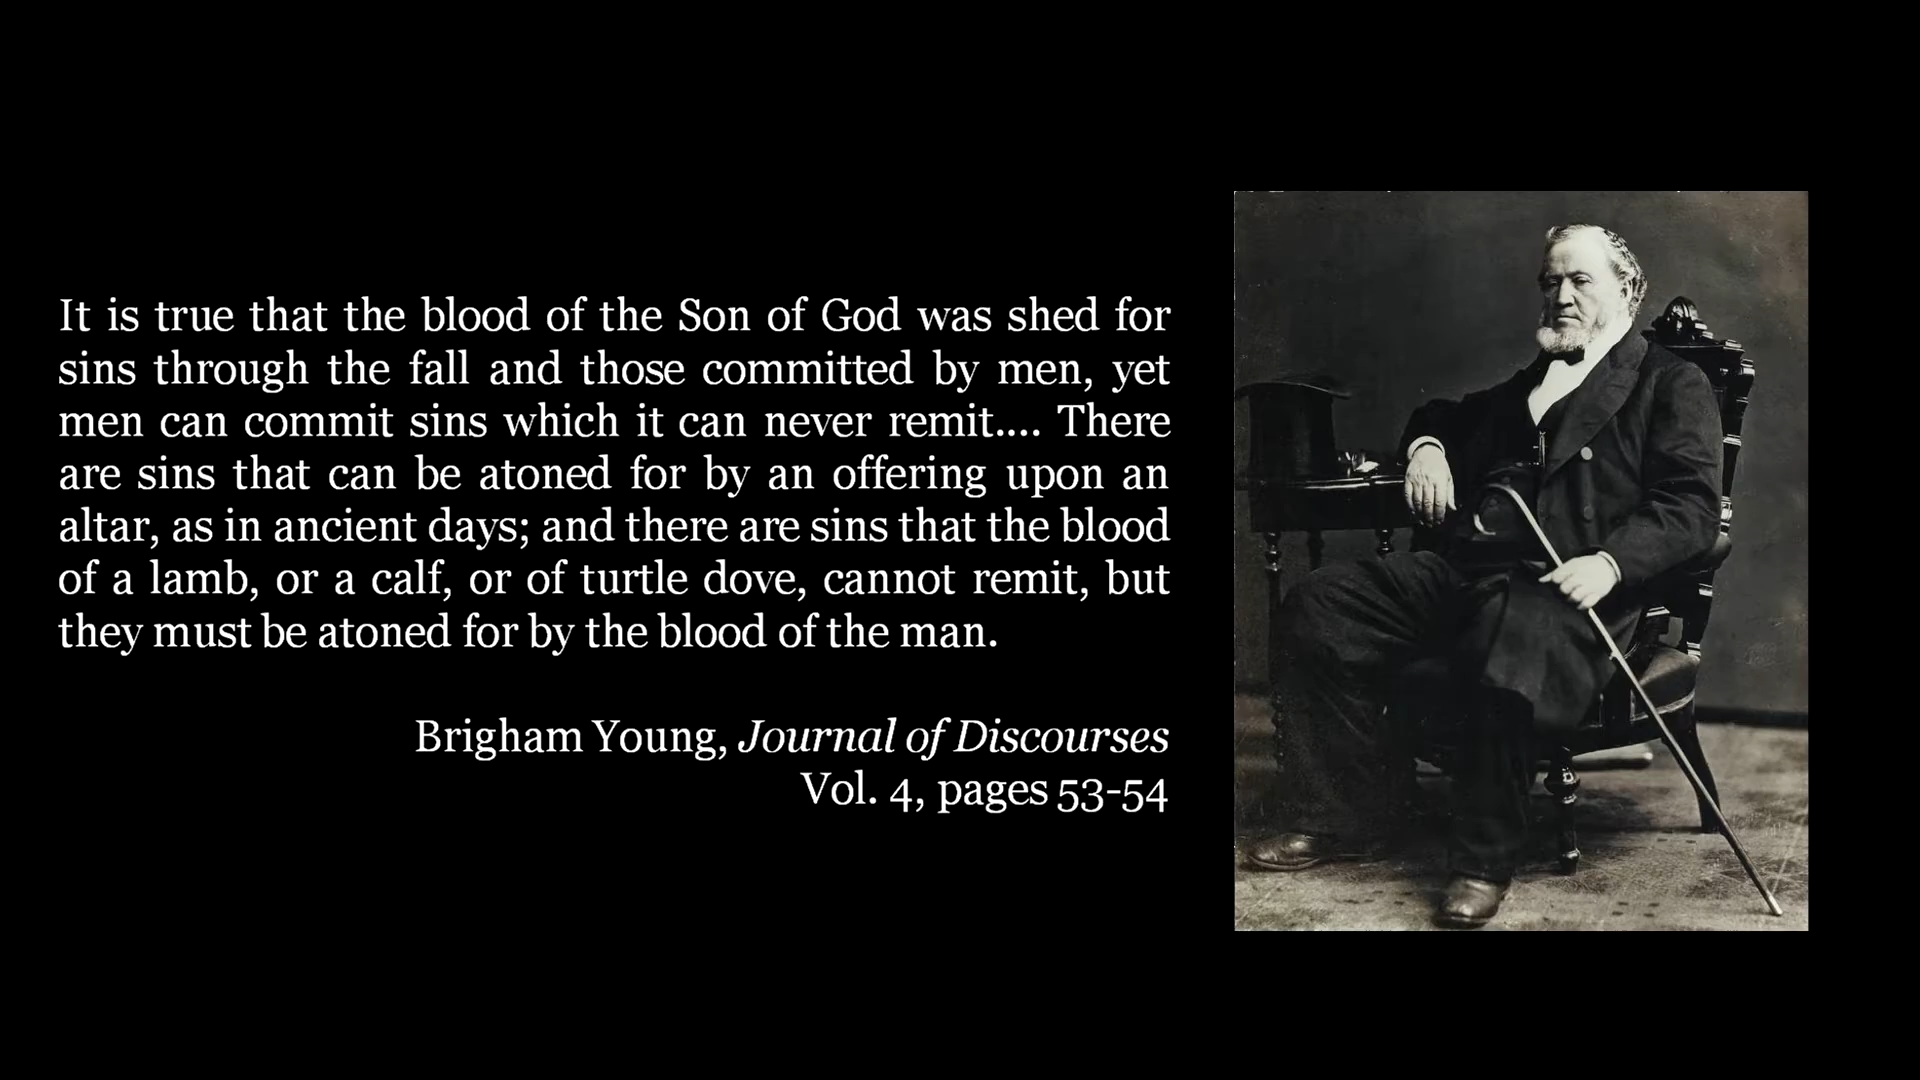 It is true that the blood of the Son of God was shed for
sins through the fall and those committed by men, yet
men can commit sins which it can never remit.... There
are sins that can be atoned for by an offering upon an
altar, as in ancient days; and there are sins that the blood
of a lamb, or a calf, or of turtle dove, cannot remit, but
they must be atoned for by the blood of the man.
Brigham Young, Journal of Discourses
Vol. 4, pages 53-54